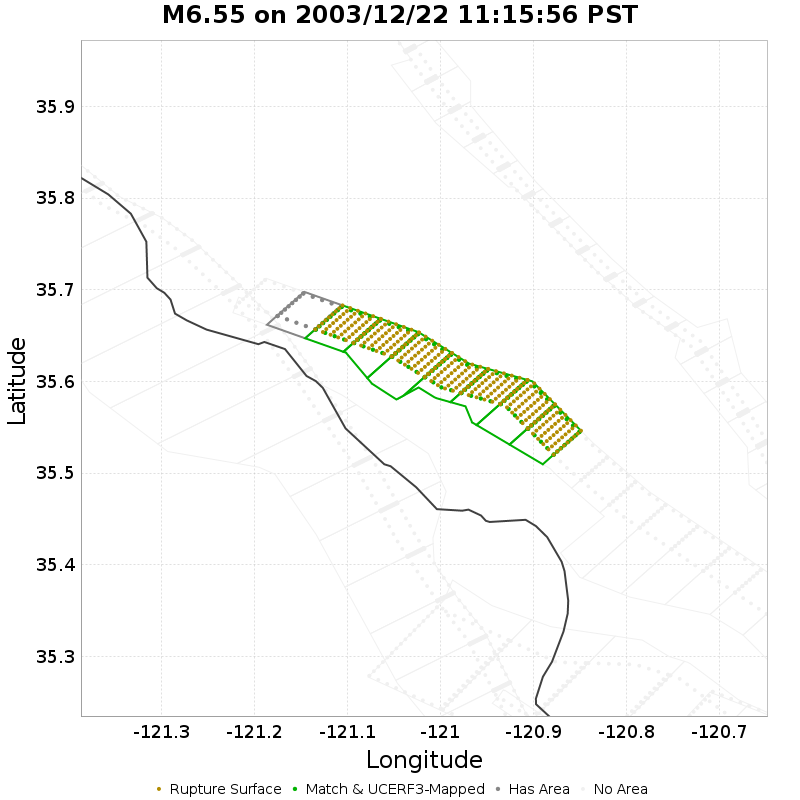 M6.55 on 2003/12/22 11:15:56 PST
35.9
35.8
35.7
35.6
35.5
35.4
35.3
Latitude
-121.3 -121.2 -121.1 -121 -120.9 -120.8 -120.7
Longitude
Rupture Surface Match & UCERF3-Mapped Has Area No Area